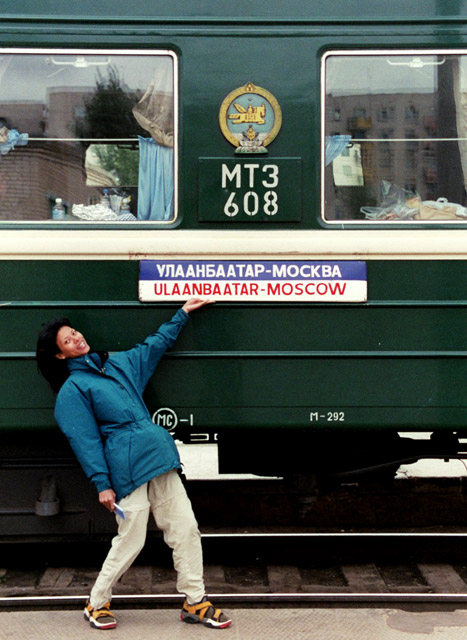 МТЗ
608
УЛААНБААТАР-МОСКВА
ULAANBAATAR-MOSCOW
МС-1
М-292